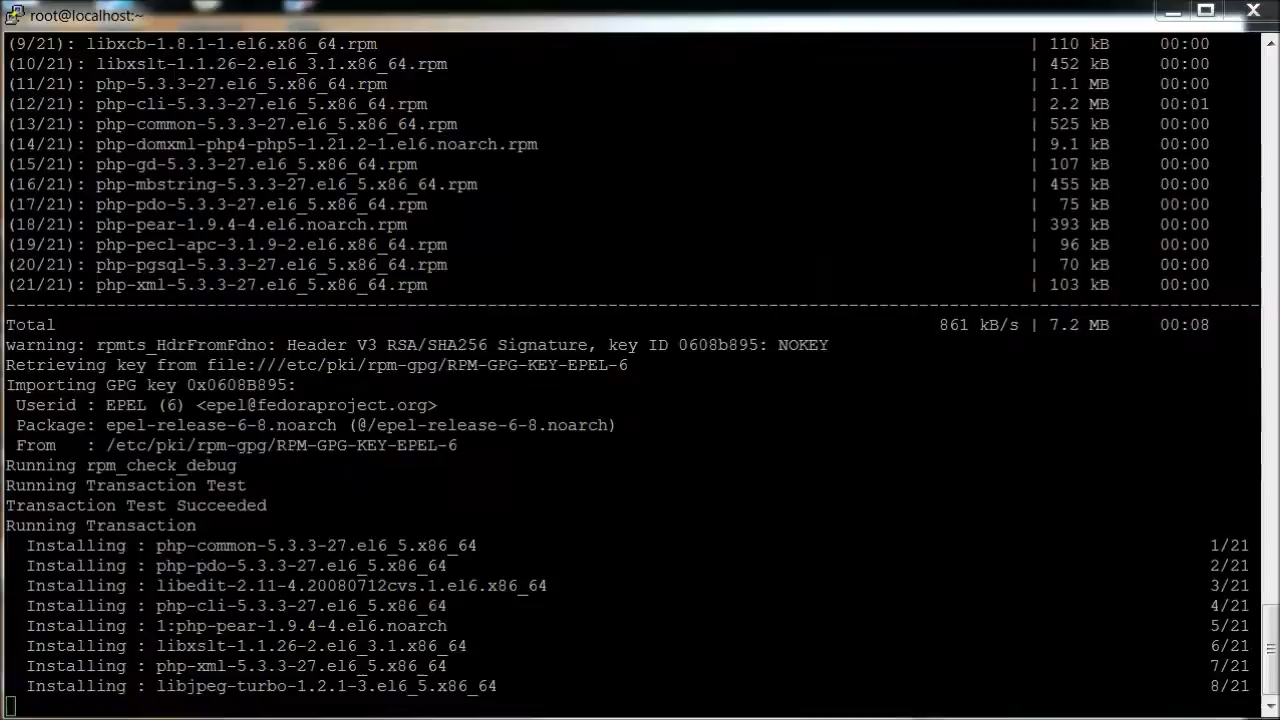 root@localhost:~
(9/21): libxcb-1.8.1-1.el6.x86_64.rpm | 110 kB 00:00
(10/21): libxslt-1.1.26-2.el6_3.1.x86_64.rpm | 452 kB 00:00
(11/21): php-5.3.3-27.el6_5.x86_64.rpm | 1.1 MB 00:00
(12/21): php-cli-5.3.3-27.el6_5.x86_64.rpm | 2.2 MB 00:01
(13/21): php-common-5.3.3-27.el6_5.x86_64.rpm | 525 kB 00:00
(14/21): php-domxml-php4-php5-1.21.2-1.el6.noarch.rpm | 9.1 kB 00:00
(15/21): php-gd-5.3.3-27.el6_5.x86_64.rpm | 107 kB 00:00
(16/21): php-mbstring-5.3.3-27.el6_5.x86_64.rpm | 455 kB 00:00
(17/21): php-pdo-5.3.3-27.el6_5.x86_64.rpm | 75 kB 00:00
(18/21): php-pear-1.9.4-4.el6.noarch.rpm | 393 kB 00:00
(19/21): php-pecl-apc-3.1.9-2.el6.x86_64.rpm | 96 kB 00:00
(20/21): php-pgsql-5.3.3-27.el6_5.x86_64.rpm | 70 kB 00:00
(21/21): php-xml-5.3.3-27.el6_5.x86_64.rpm | 103 kB 00:00
--------------------------------------------------------------------------------
Total 861 kB/s | 7.2 MB 00:08
warning: rpmts_HdrFromFdno: Header V3 RSA/SHA256 Signature, key ID 0608b895: NOKEY
Retrieving key from file:///etc/pki/rpm-gpg/RPM-GPG-KEY-EPEL-6
Importing GPG key 0x0608B895:
Userid : EPEL (6) <epel@fedoraproject.org>
Package: epel-release-6-8.noarch (@/epel-release-6-8.noarch)
From : /etc/pki/rpm-gpg/RPM-GPG-KEY-EPEL-6
Running rpm_check_debug
Running Transaction Test
Transaction Test Succeeded
Running Transaction
Installing : php-common-5.3.3-27.el6_5.x86_64 1/21
Installing : php-pdo-5.3.3-27.el6_5.x86_64 2/21
Installing : libedit-2.11-4.20080712cvs.1.el6.x86_64 3/21
Installing : php-cli-5.3.3-27.el6_5.x86_64 4/21
Installing : 1:php-pear-1.9.4-4.el6.noarch 5/21
Installing : libxslt-1.1.26-2.el6_3.1.x86_64 6/21
Installing : php-xml-5.3.3-27.el6_5.x86_64 7/21
Installing : libjpeg-turbo-1.2.1-3.el6_5.x86_64 8/21